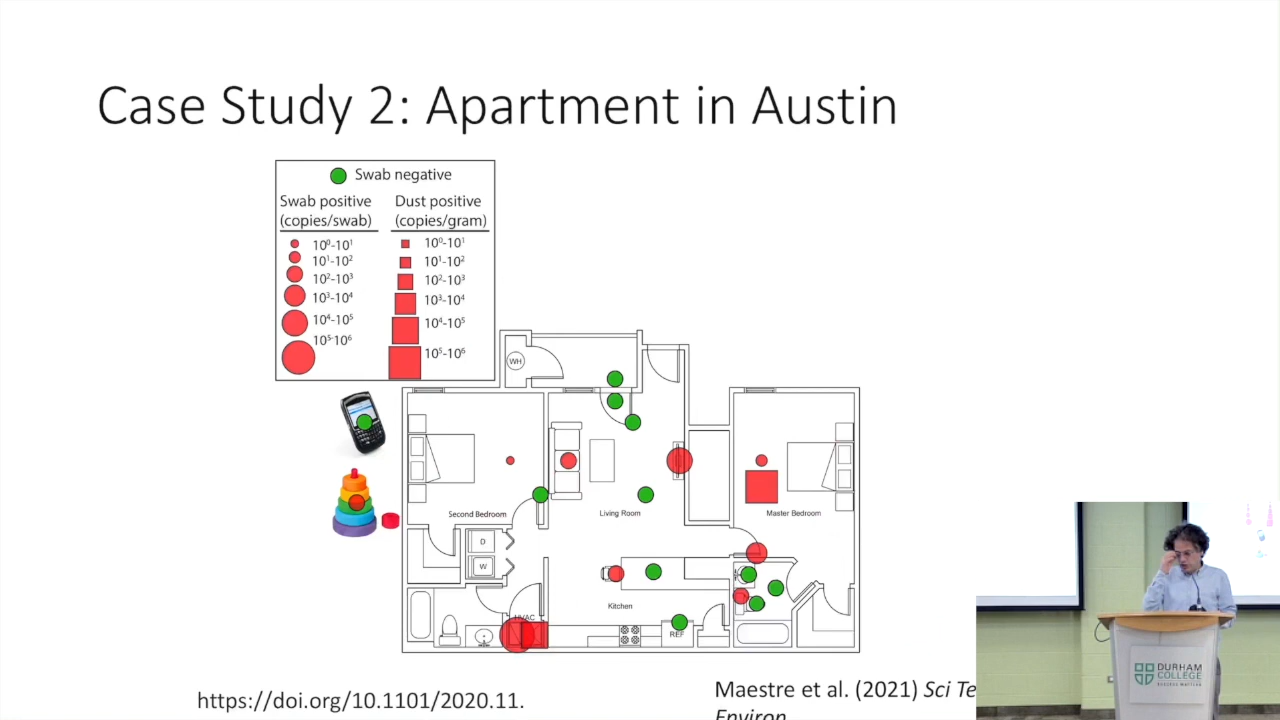 Case Study 2: Apartment in Austin
Swab negative
Swab positive
(copies/swab)
Dust positive
(copies/gram)
10⁰-10¹
10¹-10²
10²-10³
10³-10⁴
10⁴-10⁵
10⁵-10⁶
10⁰-10¹
10¹-10²
10²-10³
10³-10⁴
10⁴-10⁵
10⁵-10⁶
WH
Second Bedroom
Living Room
Master Bedroom
D
W
Kitchen
HVAC
REF
https://doi.org/10.1101/2020.11.
Maestre et al. (2021) Sci Te
Environ
DURHAM
COLLEGE
SUCCESS MATTERS